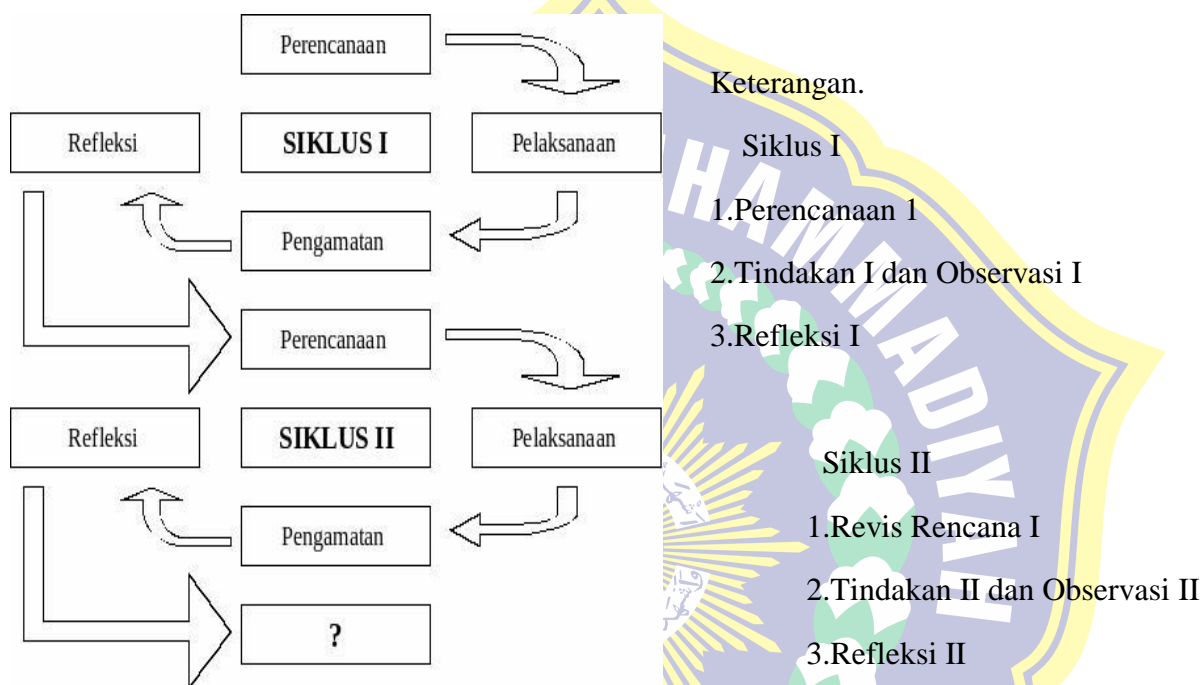 Perencanaan
Refleksi
SIKLUS I
Pelaksanaan
Pengamatan
Perencanaan
Refleksi
SIKLUS II
Pelaksanaan
Pengamatan
?
Keterangan.
Siklus I
1.Perencanaan 1
2.Tindakan I dan Observasi I
3.Refleksi I
Siklus II
1.Revis Rencana I
2.Tindakan II dan Observasi II
3.Refleksi II
HAMMADIYAH